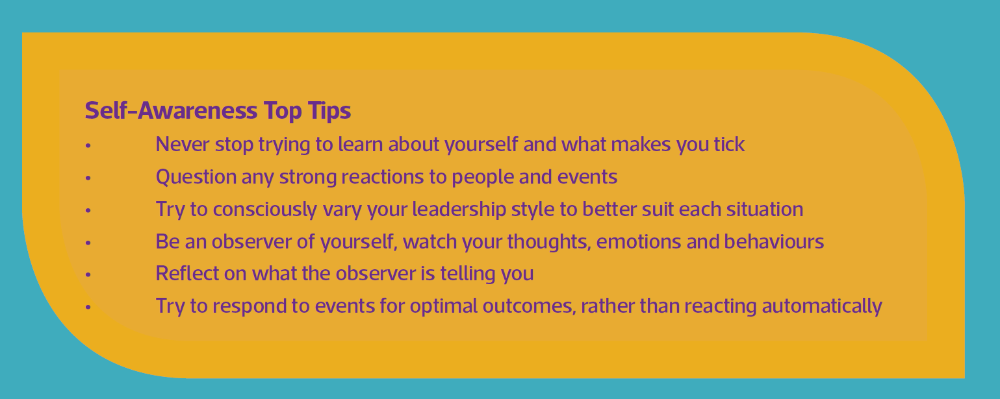 Self-Awareness Top Tips
• Never stop trying to learn about yourself and what makes you tick
• Question any strong reactions to people and events
• Try to consciously vary your leadership style to better suit each situation
• Be an observer of yourself, watch your thoughts, emotions and behaviours
• Reflect on what the observer is telling you
• Try to respond to events for optimal outcomes, rather than reacting automatically